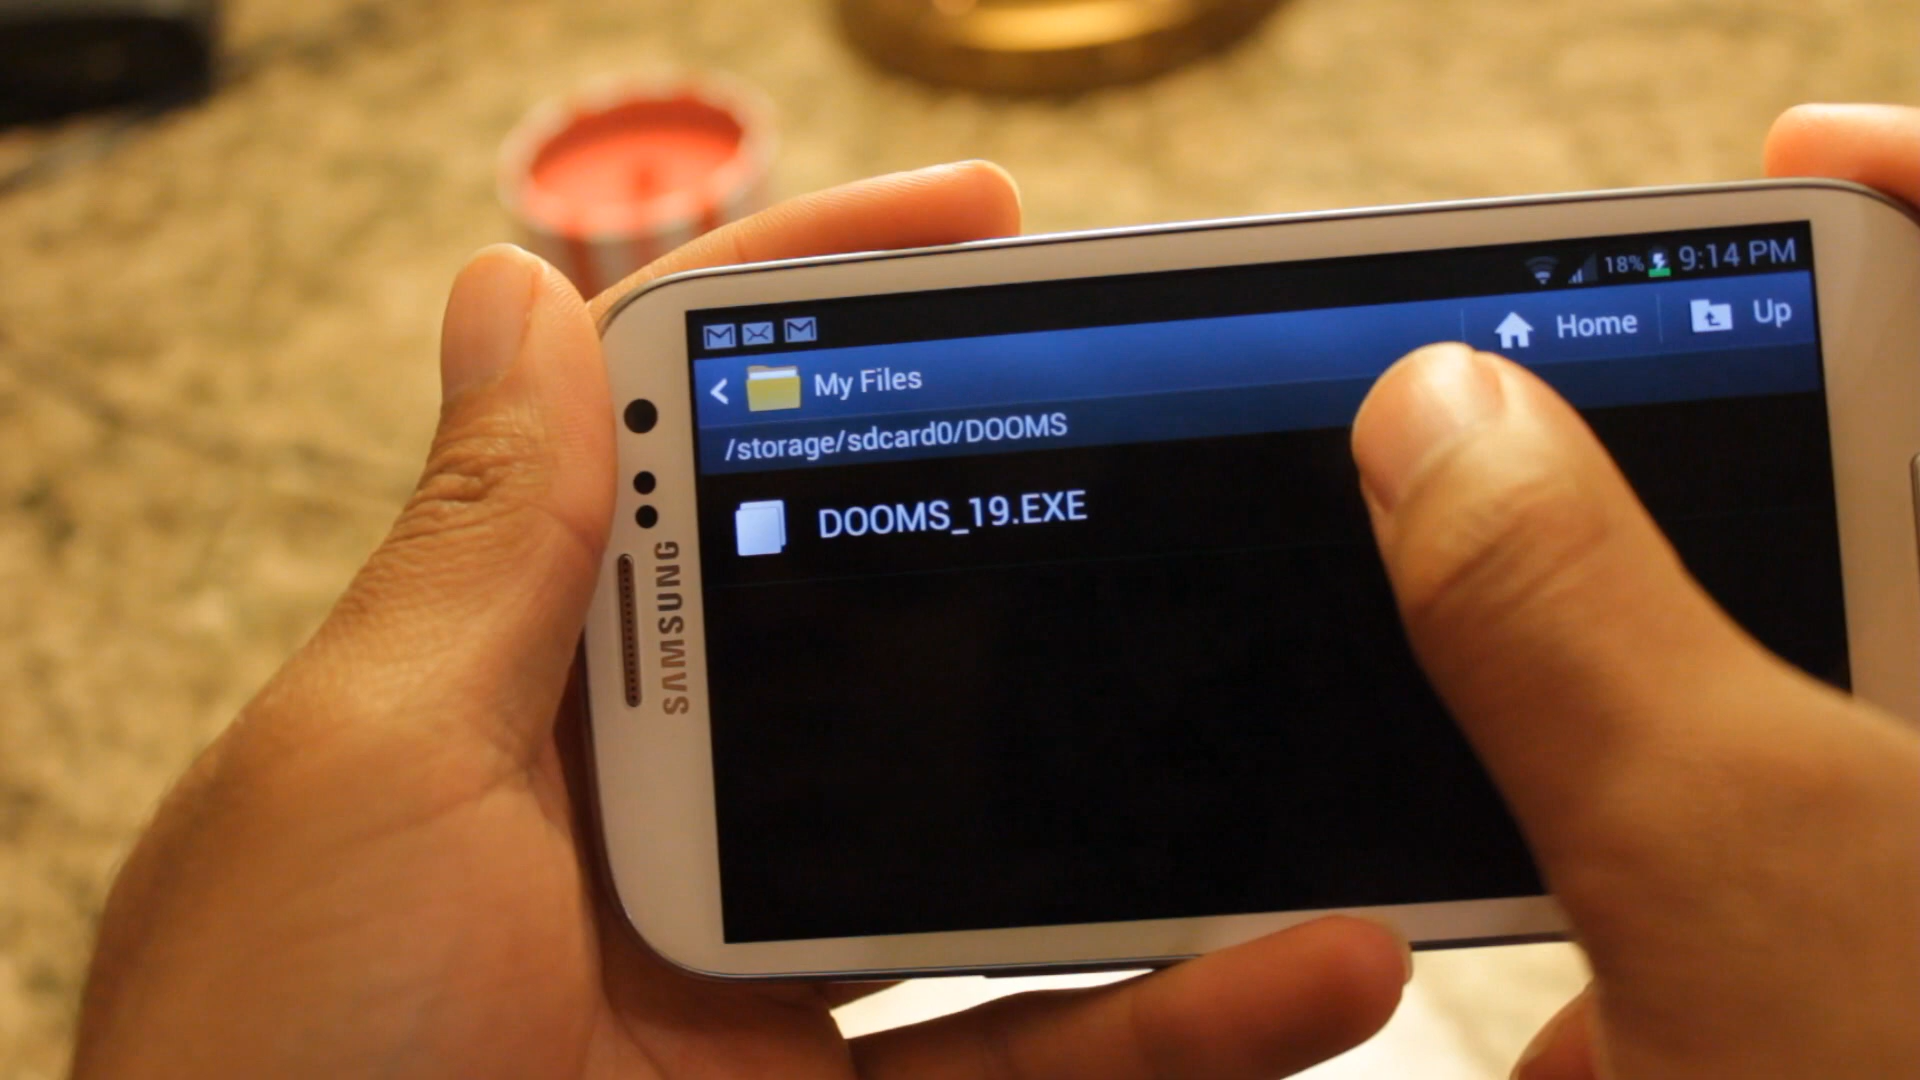 18% 9:14 PM
My Files
Home
Up
/storage/sdcard0/DOOMS
DOOMS_19.EXE
SAMSUNG